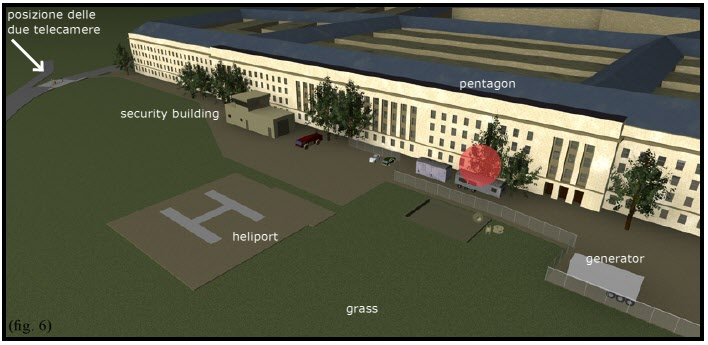 posizione delle
due telecamere
pentagon
security building
H
heliport
generator
grass
(fig. 6)